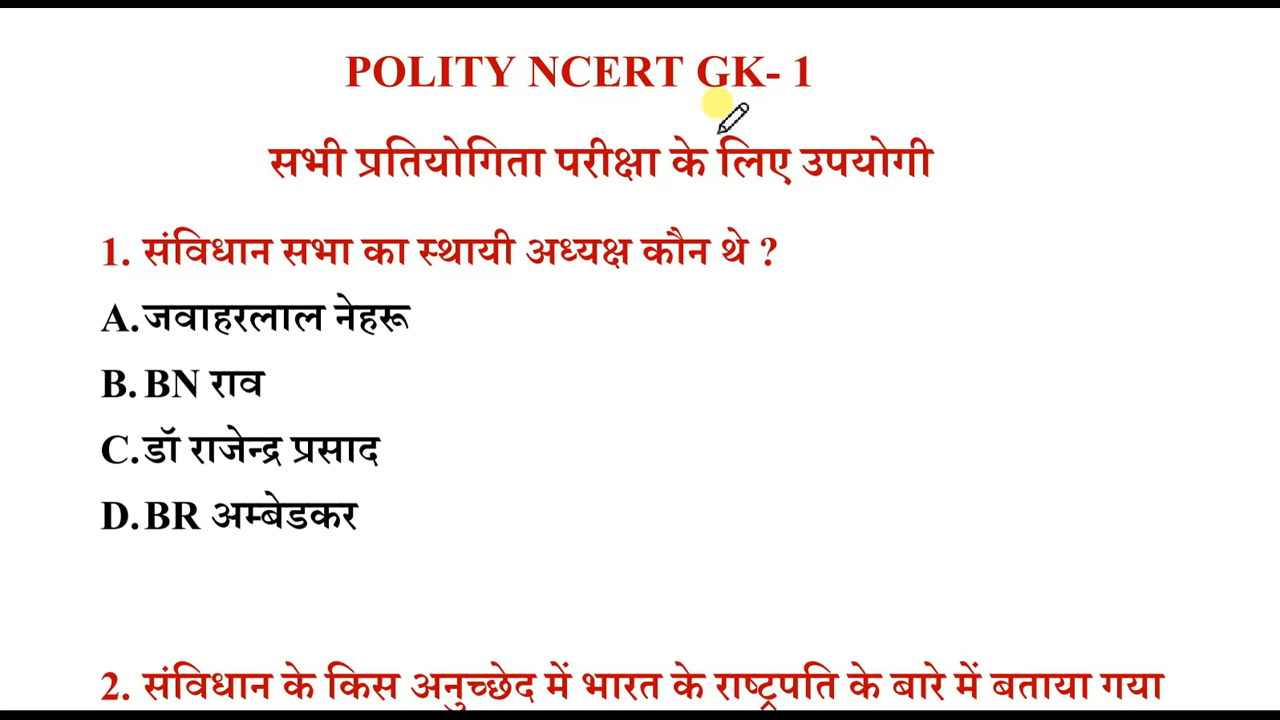 POLITY NCERT GK- 1
सभी प्रतियोगिता परीक्षा के लिए उपयोगी
1. संविधान सभा का स्थायी अध्यक्ष कौन थे ?
A. जवाहरलाल नेहरू
B. BN राव
C. डॉ राजेन्द्र प्रसाद
D. BR अम्बेडकर
2. संविधान के किस अनुच्छेद में भारत के राष्ट्रपति के बारे में बताया गया